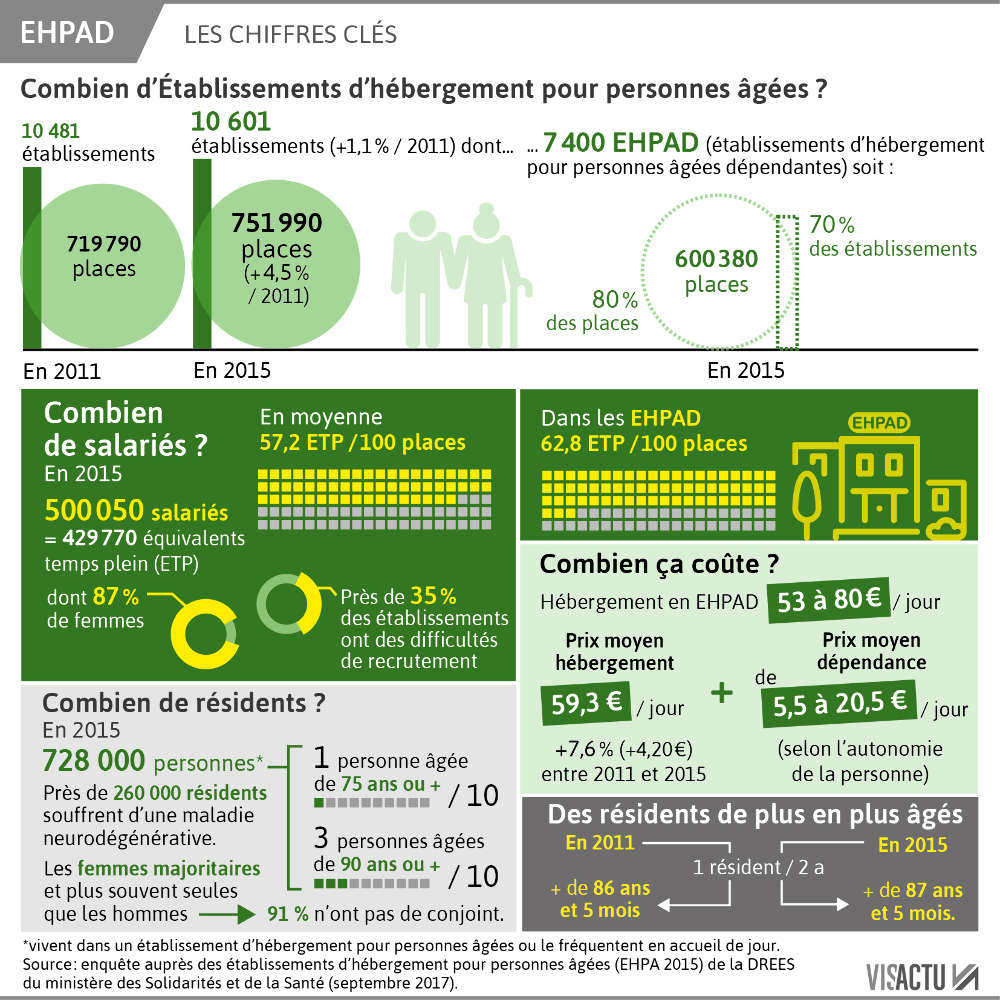 EHPAD
LES CHIFFRES CLÉS
Combien d'Établissements d'hébergement pour personnes âgées ?
10 481
établissements
719 790
places
En 2011
10 601
établissements (+1,1 % / 2011) dont...
751 990
places
(+4,5 %
/ 2011)
En 2015
... 7 400 EHPAD (établissements d'hébergement
pour personnes âgées dépendantes) soit :
70 %
des établissements
600 380
places
80 %
des places
En 2015
Combien
de salariés ?
En 2015
500 050 salariés
= 429 770 équivalents
temps plein (ETP)
dont 87 %
de femmes
En moyenne
57,2 ETP / 100 places
Près de 35 %
des établissements
ont des difficultés
de recrutement
Dans les EHPAD
62,8 ETP / 100 places
EHPAD
Combien ça coûte ?
Hébergement en EHPAD 53 à 80 € / jour
Prix moyen
hébergement
59,3 € / jour
+7,6 % (+4,20 €)
entre 2011 et 2015
+
Prix moyen
dépendance
de
5,5 à 20,5 € / jour
(selon l'autonomie
de la personne)
Combien de résidents ?
En 2015
728 000 personnes*
Près de 260 000 résidents
souffrent d'une maladie
neurodégénérative.
Les femmes majoritaires
et plus souvent seules
que les hommes
91 % n'ont pas de conjoint.
1 personne âgée
de 75 ans ou +
/ 10
3 personnes âgées
de 90 ans ou +
/ 10
Des résidents de plus en plus âgés
En 2011
En 2015
1 résident / 2 a
+ de 86 ans
et 5 mois
+ de 87 ans
et 5 mois.
*vivent dans un établissement d'hébergement pour personnes âgées ou le fréquentent en accueil de jour.
Source : enquête auprès des établissements d'hébergement pour personnes âgées (EHPA 2015) de la DREES
du ministère des Solidarités et de la Santé (septembre 2017).
VISACTU